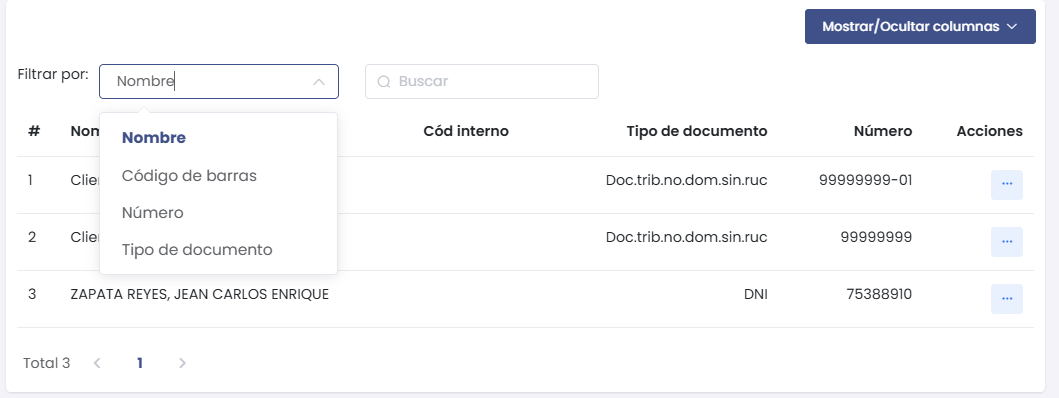 Mostrar/Ocultar columnas
Filtrar por: Nombre Buscar
# Nom Cód interno Tipo de documento Número Acciones
Nombre
Código de barras
Número
Tipo de documento
1 Clie Doc.trib.no.dom.sin.ruc 99999999-01 ...
2 Clie Doc.trib.no.dom.sin.ruc 99999999 ...
3 ZAPATA REYES, JEAN CARLOS ENRIQUE DNI 75388910 ...
Total 3 < 1 >